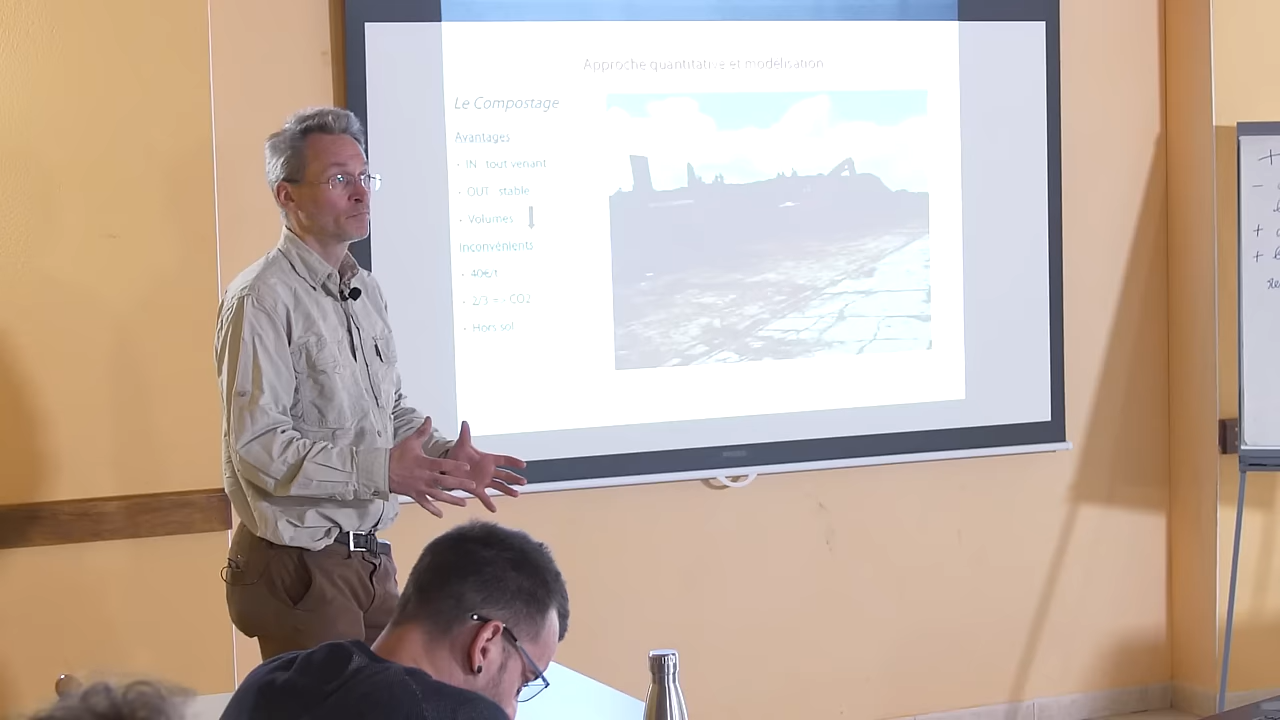 Approche quantitative et modélisation
Le Compostage
Avantages
- IN : tout venant
- OUT : stable
- Volumes
Inconvénients
- 40€/t
- 2/3 = - CO2
- Hors sol
+
-
+
+